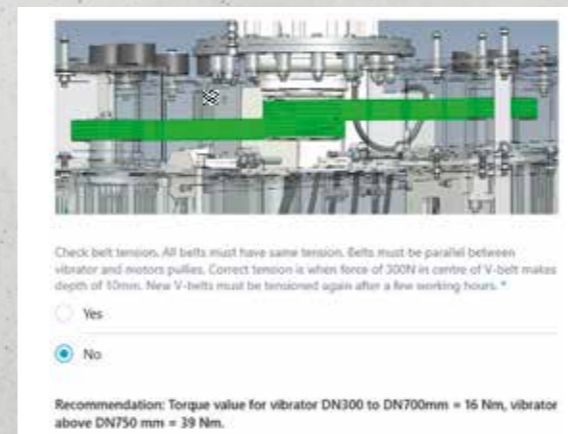 Check belt tension. All belts must have same tension. Belts must be parallel between
vibrator and motors pullies. Correct tension is when force of 300N in centre of V-belt makes
depth of 10mm. New V-belts must be tensioned again after a few working hours. *
Yes
No
Recommendation: Torque value for vibrator DN300 to DN700mm = 16 Nm, vibrator
above DN750 mm = 39 Nm.